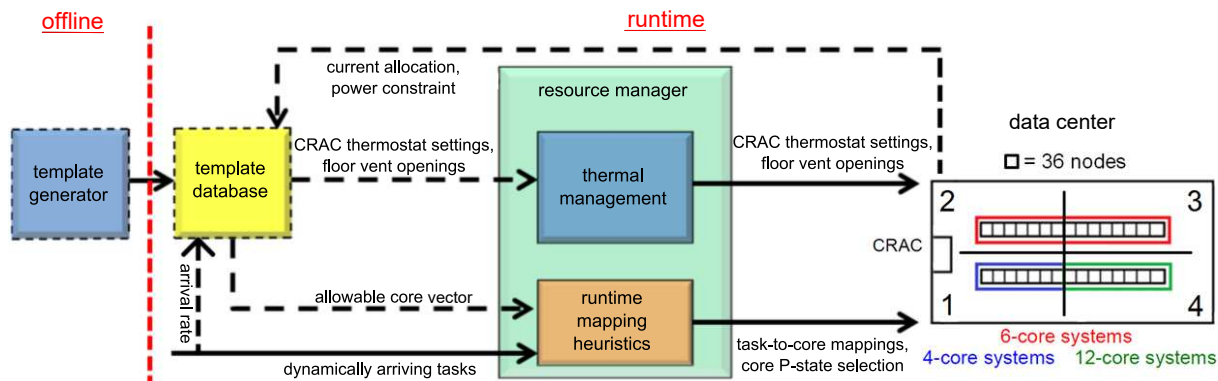 offline
runtime
current allocation,
power constraint
resource manager
template
generator
template
database
CRAC thermostat settings,
floor vent openings
thermal
management
CRAC thermostat settings,
floor vent openings
data center
= 36 nodes
2
3
CRAC
1
4
arrival rate
allowable core vector
runtime
mapping
heuristics
dynamically arriving tasks
task-to-core mappings,
core P-state selection
6-core systems
4-core systems
12-core systems